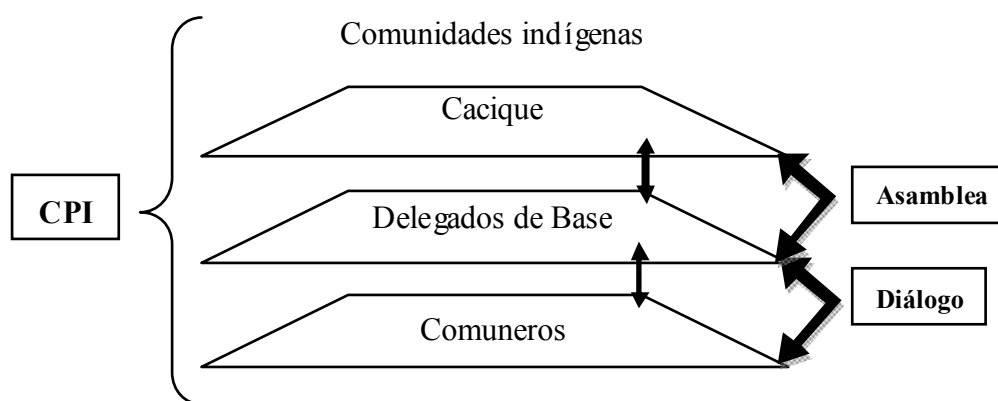 Comunidades indígenas
Cacique
CPI
Asamblea
Delegados de Base
Diálogo
Comuneros